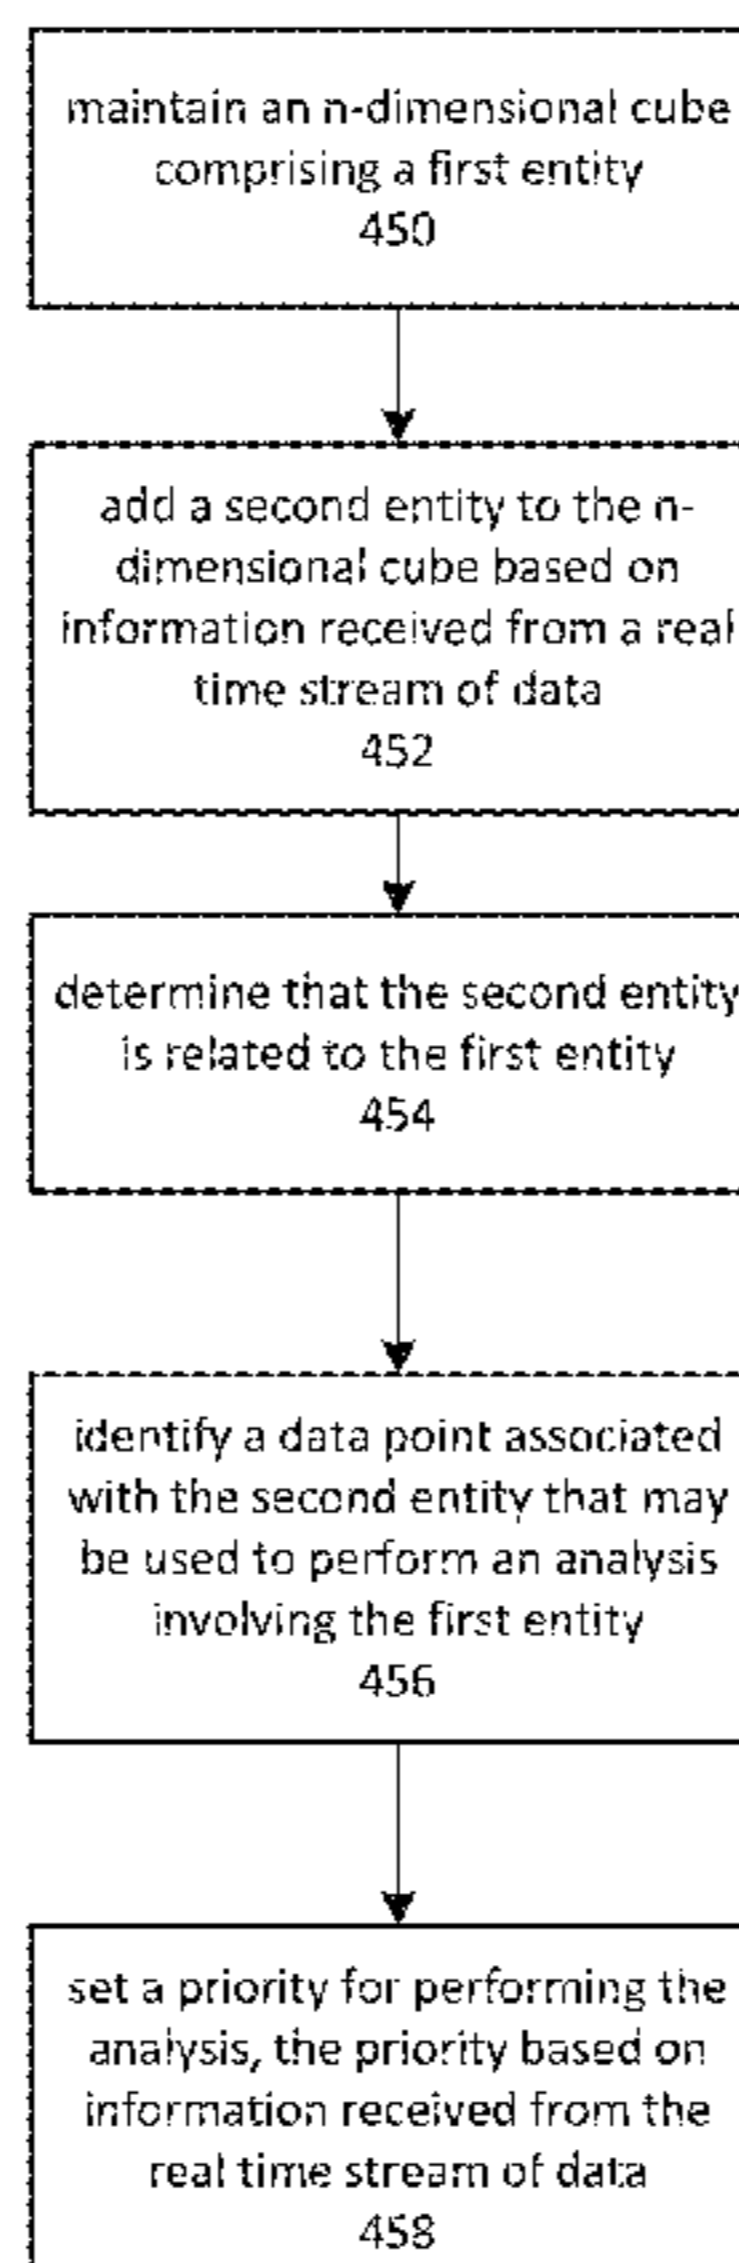 maintain an n-dimensional cube
comprising a first entity
450
add a second entity to the n-
dimensional cube based on
information received from a real
time stream of data
452
determine that the second entity
is related to the first entity
454
identify a data point associated
with the second entity that may
be used to perform an analysis
involving the first entity
456
set a priority for performing the
analysis, the priority based on
information received from the
real time stream of data
458